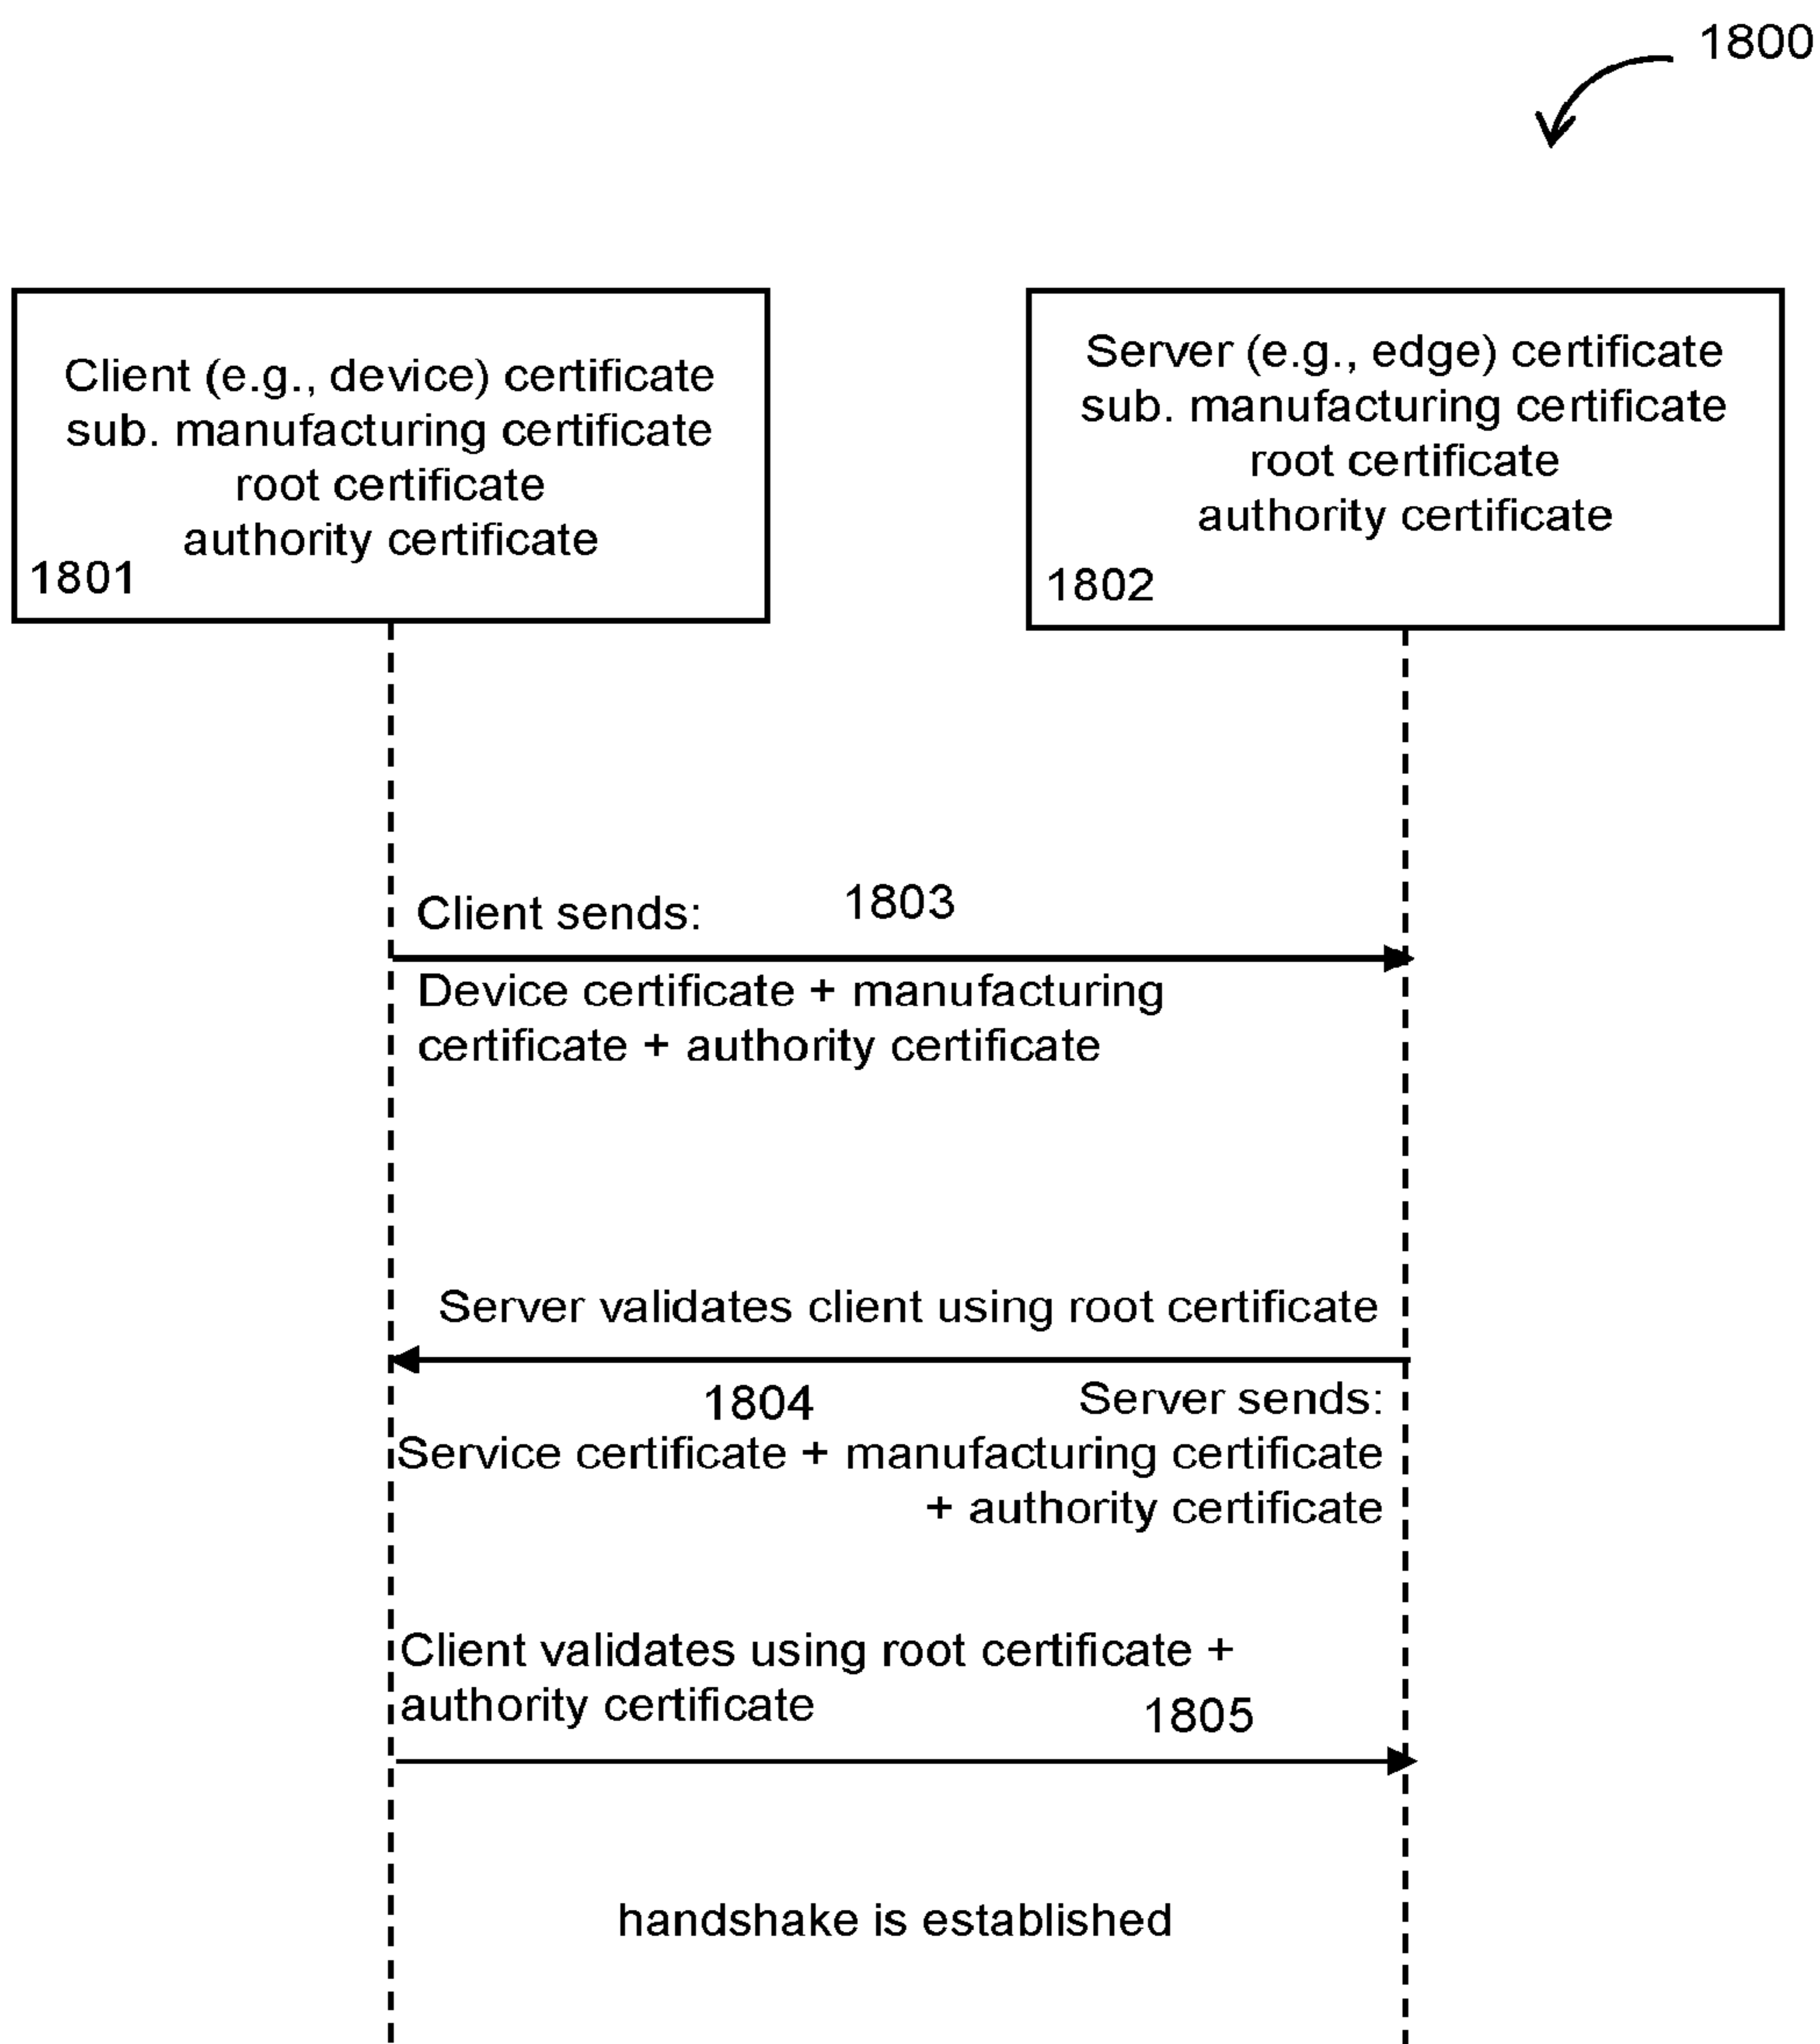 1800
Client (e.g., device) certificate
sub. manufacturing certificate
root certificate
authority certificate
1801
Server (e.g., edge) certificate
sub. manufacturing certificate
root certificate
authority certificate
1802
Client sends:
1803
Device certificate + manufacturing
certificate + authority certificate
Server validates client using root certificate
1804
Server sends:
Service certificate + manufacturing certificate
+ authority certificate
Client validates using root certificate +
authority certificate
1805
handshake is established